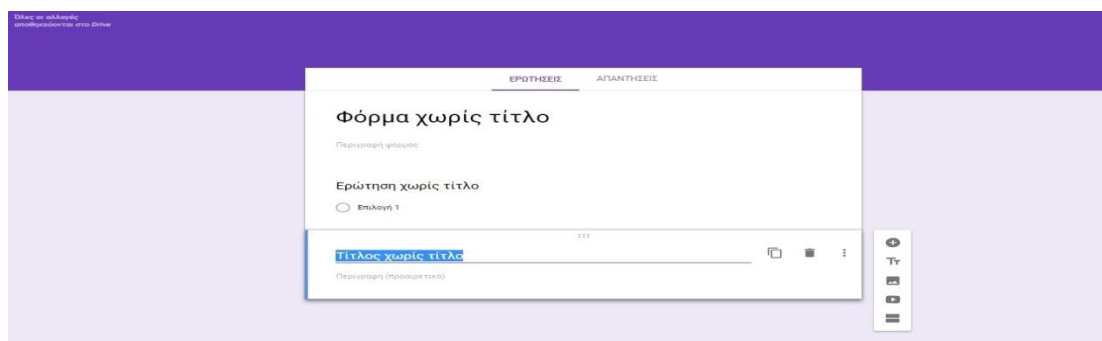 Όλες οι αλλαγές
αποθηκεύονται στο Drive
ΕΡΩΤΗΣΕΙΣ ΑΠΑΝΤΗΣΕΙΣ
Φόρμα χωρίς τίτλο
Περιγραφή φόρμας
Ερώτηση χωρίς τίτλο
Επιλογή 1
Τίτλος χωρίς τίτλο
Περιγραφή (προαιρετικό)
Tт